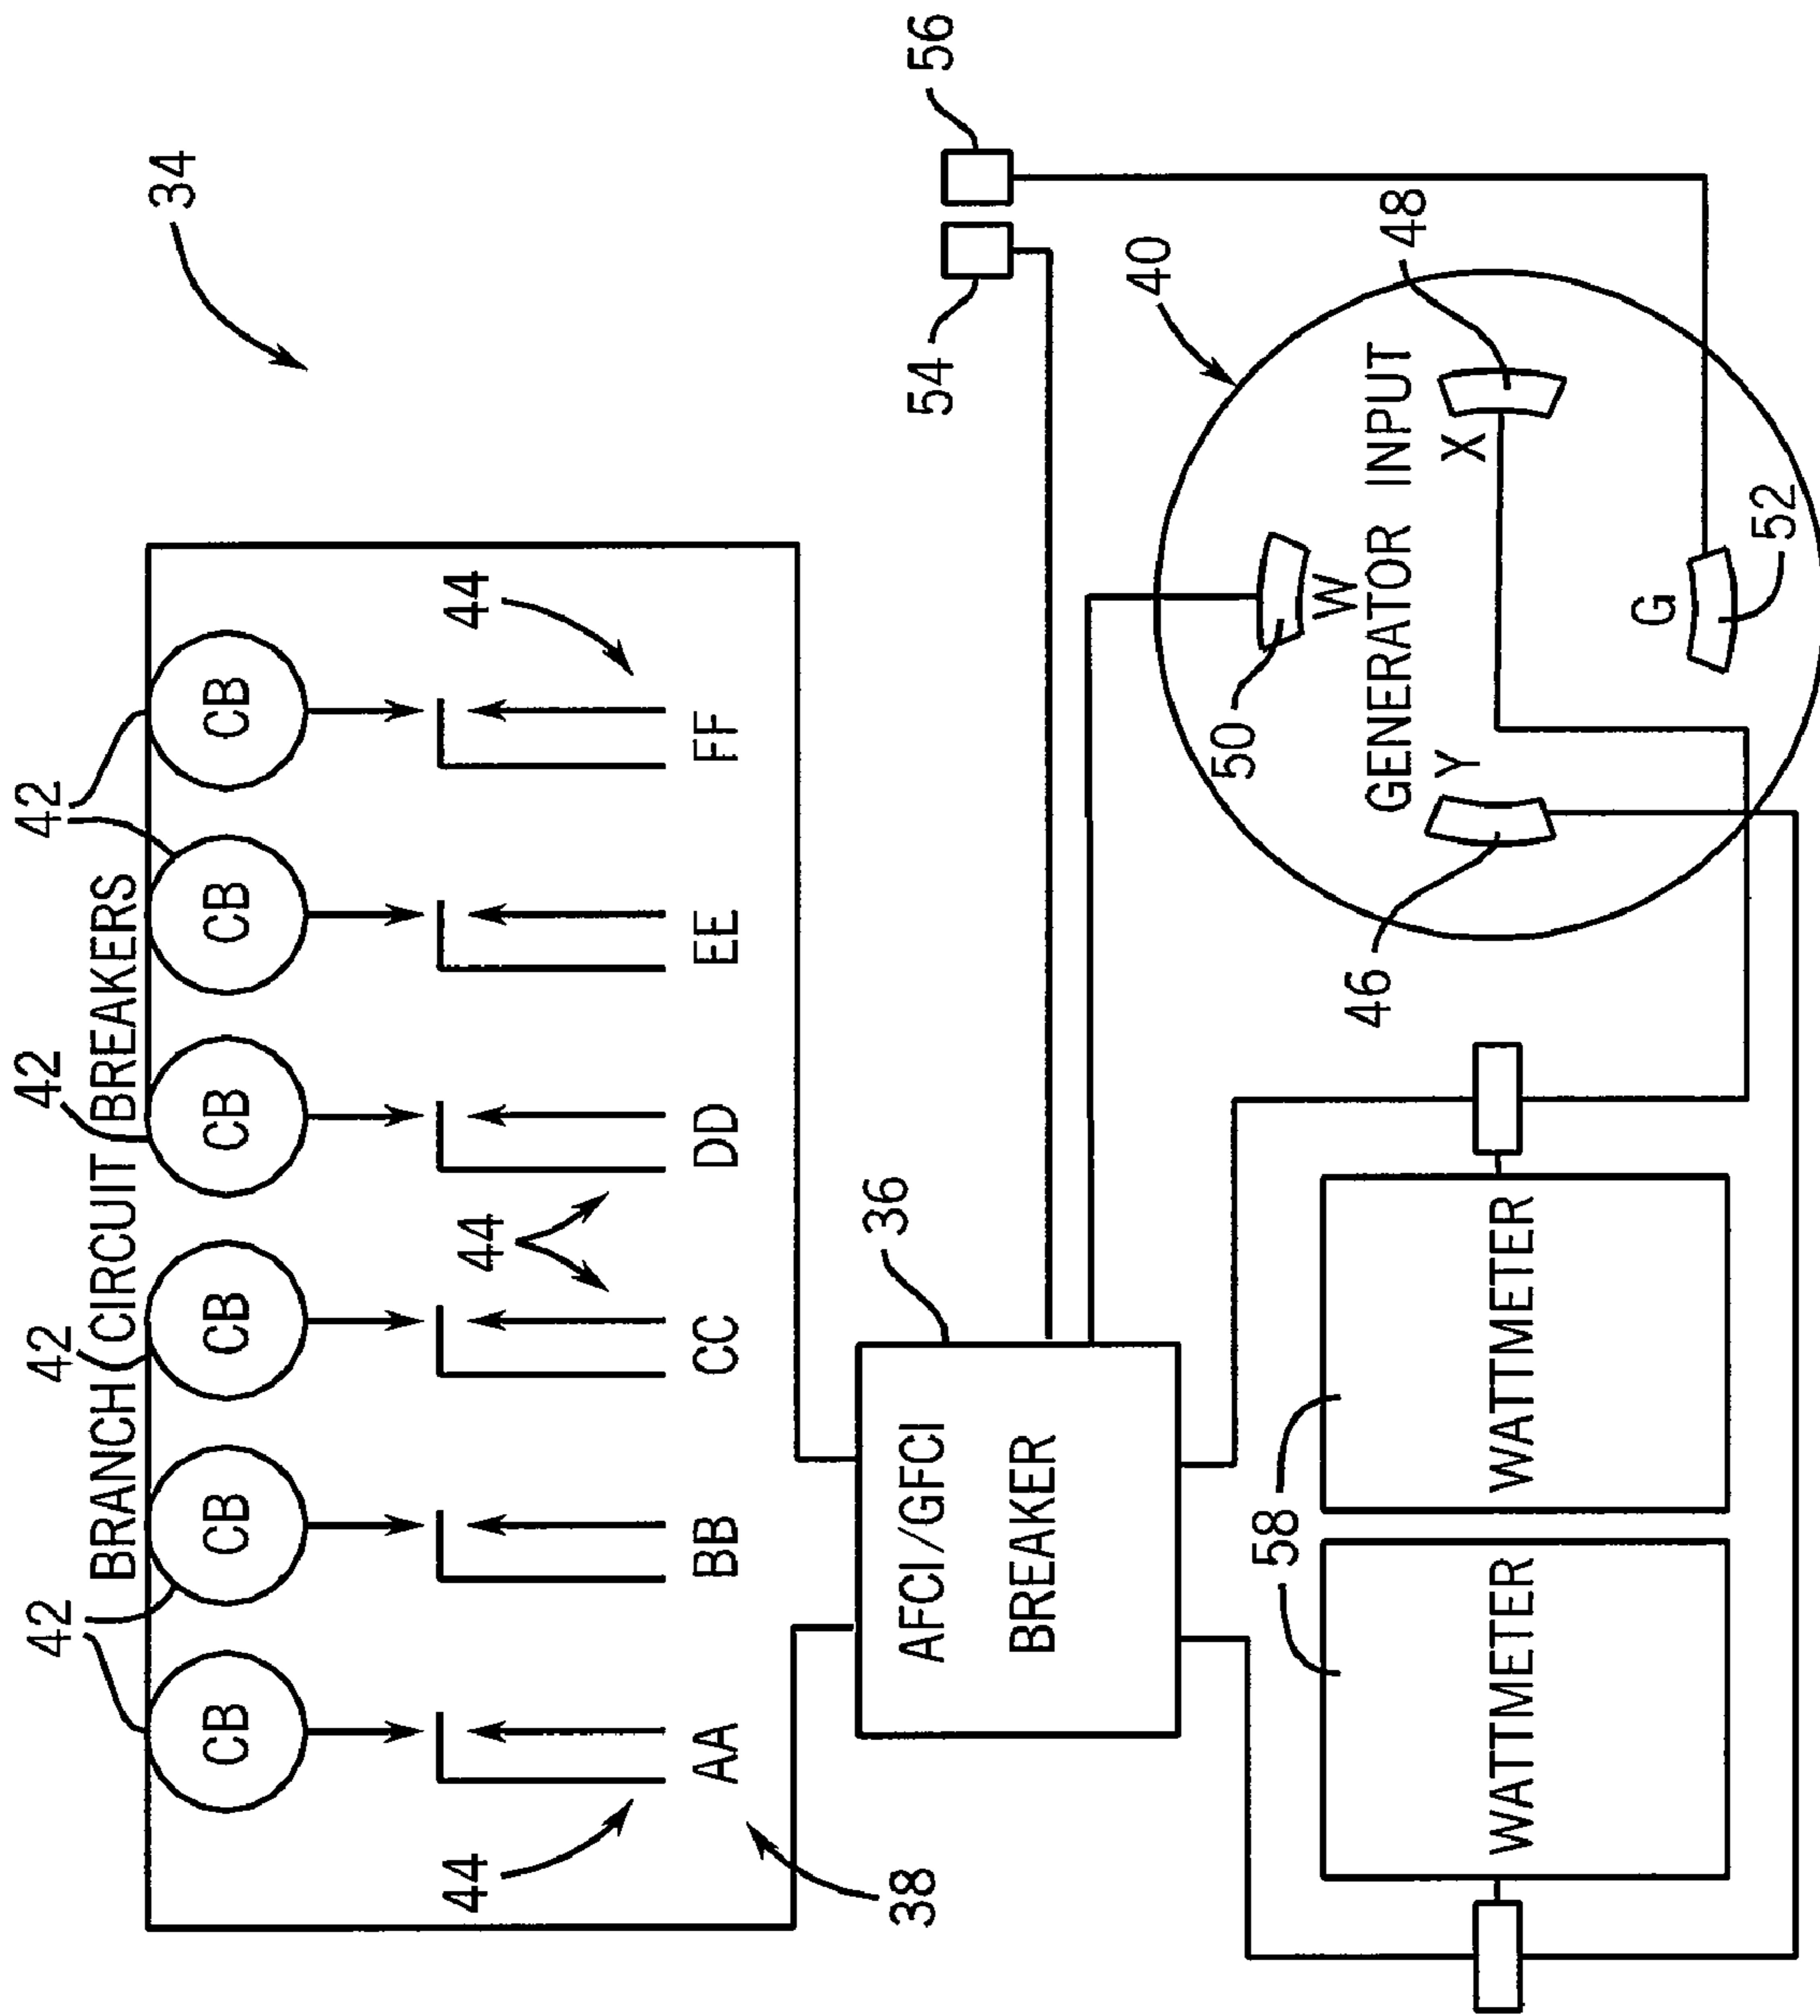 34
42
42
42
42
BRANCH CIRCUIT BREAKERS
CB
CB
CB
CB
CB
CB
44
44
44
AA
BB
CC
DD
EE
FF
38
36
AFCI/GFCI
BREAKER
54
56
40
50
W
GENERATOR INPUT
Y
X
48
46
G
52
58
WATTMETER
WATTMETER